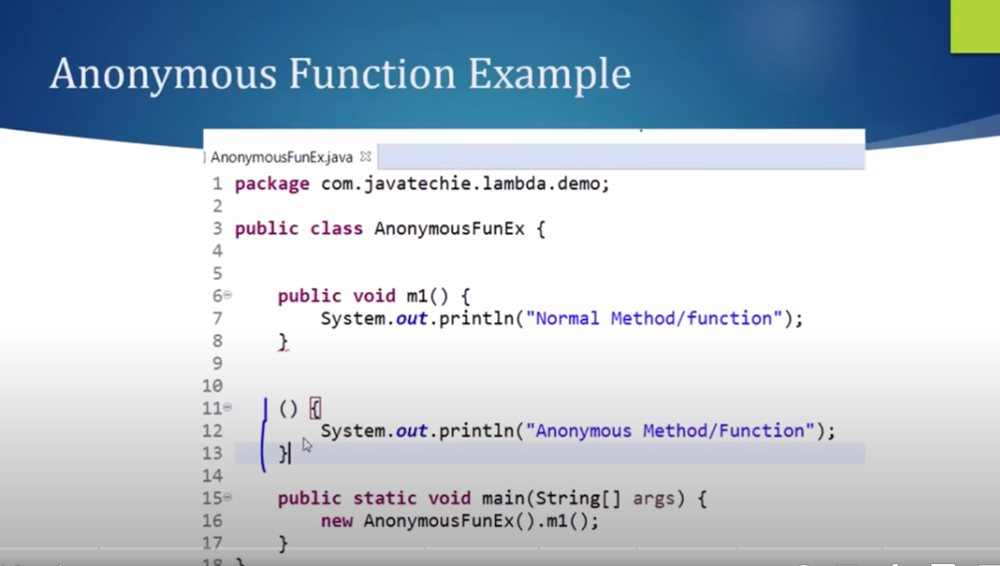 Anonymous Function Example
AnonymousFunEx.java
1 package com.javatechie.lambda.demo;
2
3 public class AnonymousFunEx {
4
5
6 public void m1() {
7 System.out.println("Normal Method/function");
8 }
9
10
11 () {
12 System.out.println("Anonymous Method/Function");
13 }
14
15 public static void main(String[] args) {
16 new AnonymousFunEx().m1();
17 }
18 }